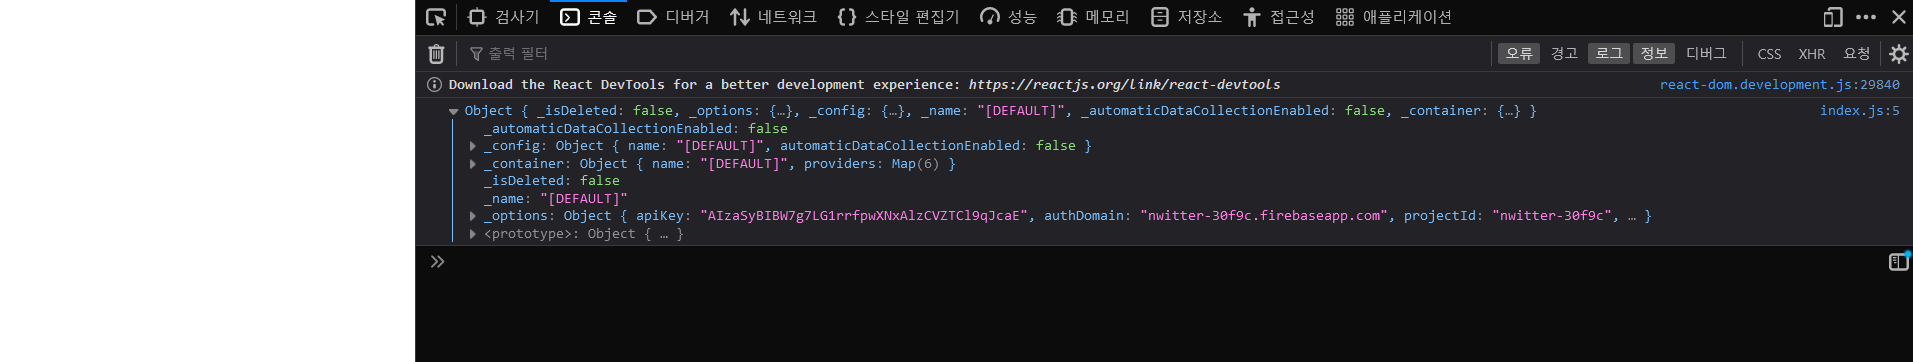 검사기 콘솔 디버거 네트워크 스타일 편집기 성능 메모리 저장소 접근성 애플리케이션
출력 필터 오류 경고 로그 정보 디버그 CSS XHR 요청
Download the React DevTools for a better development experience: https://reactjs.org/link/react-devtools react-dom.development.js:29840
Object { _isDeleted: false, _options: {…}, _config: {…}, _name: "[DEFAULT]", _automaticDataCollectionEnabled: false, _container: {…} } index.js:5
_automaticDataCollectionEnabled: false
_config: Object { name: "[DEFAULT]", automaticDataCollectionEnabled: false }
_container: Object { name: "[DEFAULT]", providers: Map(6) }
_isDeleted: false
_name: "[DEFAULT]"
_options: Object { apiKey: "AIzaSyBIBW7g7LG1rrfpwXNxAlzCVZTCl9qJcaE", authDomain: "nwitter-30f9c.firebaseapp.com", projectId: "nwitter-30f9c", … }
<prototype>: Object { … }